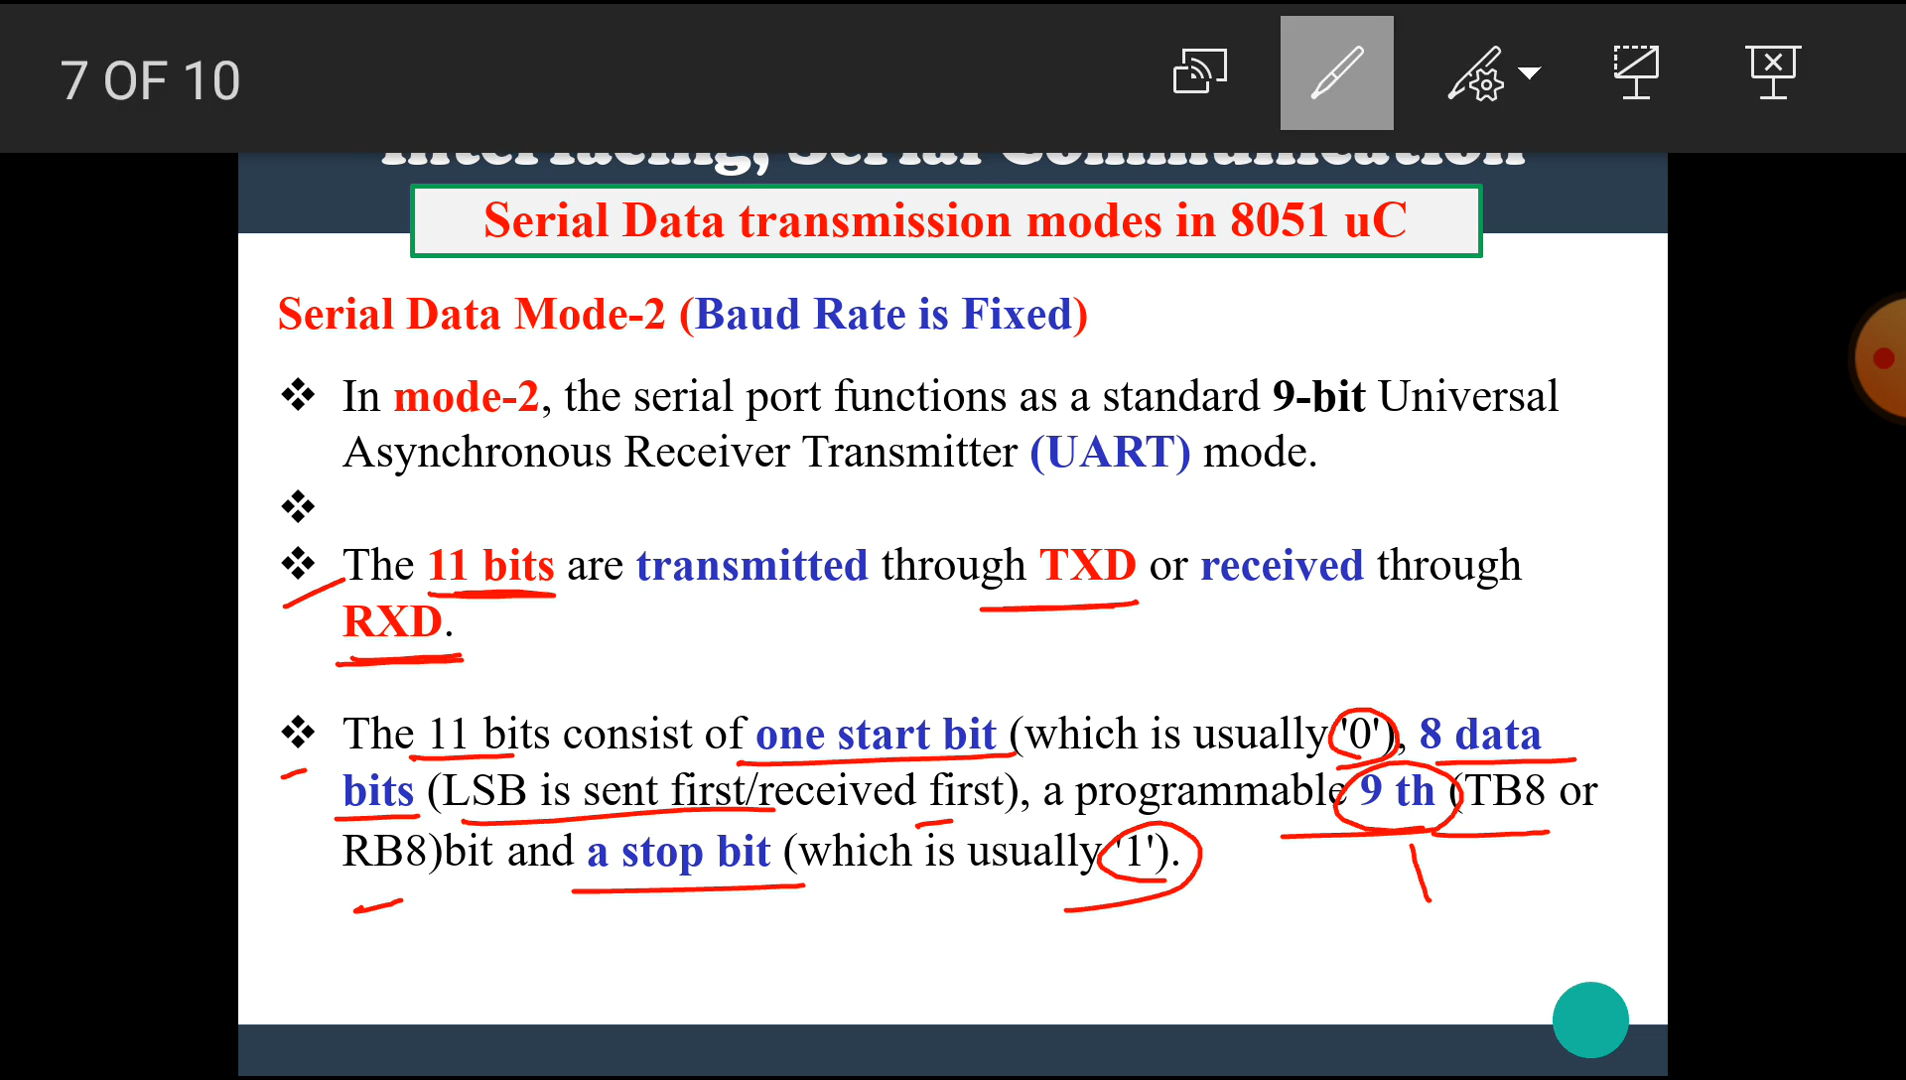 7 OF 10
Interfacing, Serial Communication
Serial Data transmission modes in 8051 uC
Serial Data Mode-2 (Baud Rate is Fixed)
❖ In mode-2, the serial port functions as a standard 9-bit Universal
Asynchronous Receiver Transmitter (UART) mode.
❖
❖ The 11 bits are transmitted through TXD or received through
RXD.
❖ The 11 bits consist of one start bit (which is usually '0'), 8 data
bits (LSB is sent first/received first), a programmable 9 th (TB8 or
RB8)bit and a stop bit (which is usually '1').